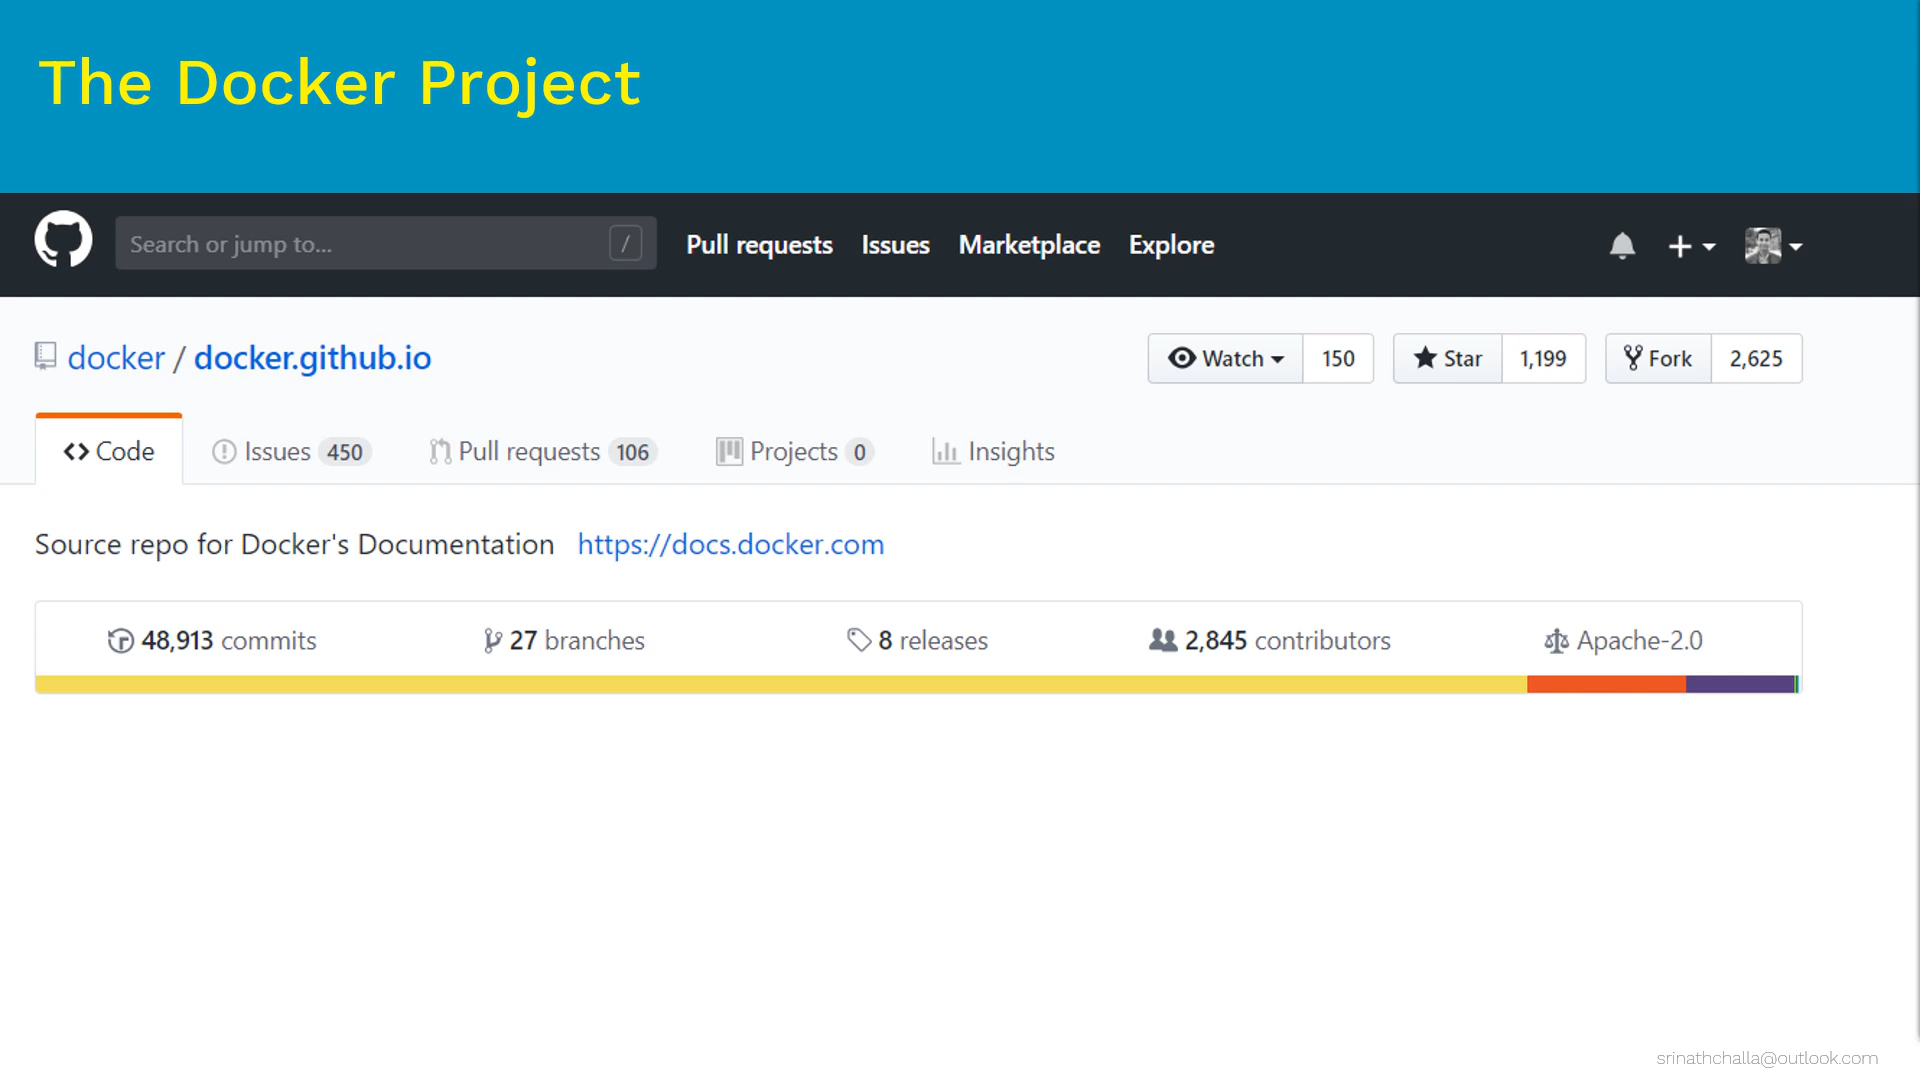 The Docker Project
Search or jump to... / Pull requests Issues Marketplace Explore
docker / docker.github.io Watch 150 Star 1,199 Fork 2,625
Code Issues 450 Pull requests 106 Projects 0 Insights
Source repo for Docker's Documentation https://docs.docker.com
48,913 commits 27 branches 8 releases 2,845 contributors Apache-2.0
srinathchalla@outlook.com